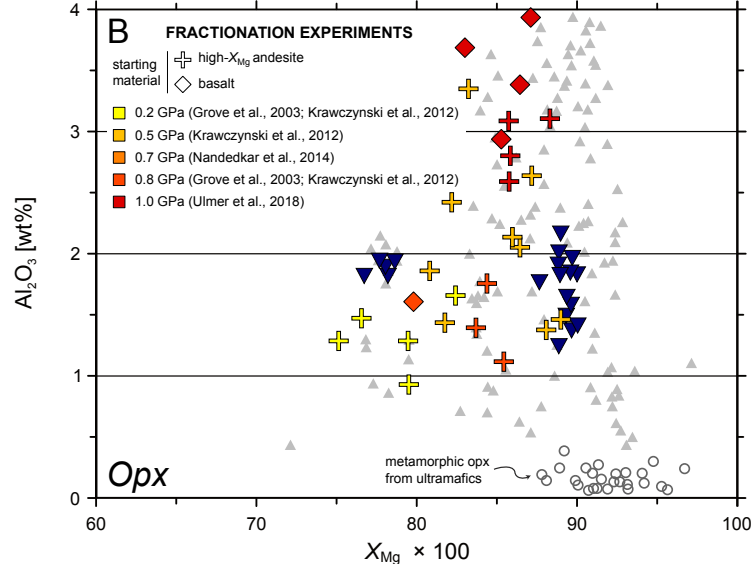 B FRACTIONATION EXPERIMENTS
starting material
high-X_Mg andesite
basalt
0.2 GPa (Grove et al., 2003; Krawczynski et al., 2012)
0.5 GPa (Krawczynski et al., 2012)
0.7 GPa (Nandedkar et al., 2014)
0.8 GPa (Grove et al., 2003; Krawczynski et al., 2012)
1.0 GPa (Ulmer et al., 2018)
Al₂O₃ [wt%]
4
3
2
1
0
Opx
metamorphic opx
from ultramafics
60 70 80 90 100
X_Mg × 100